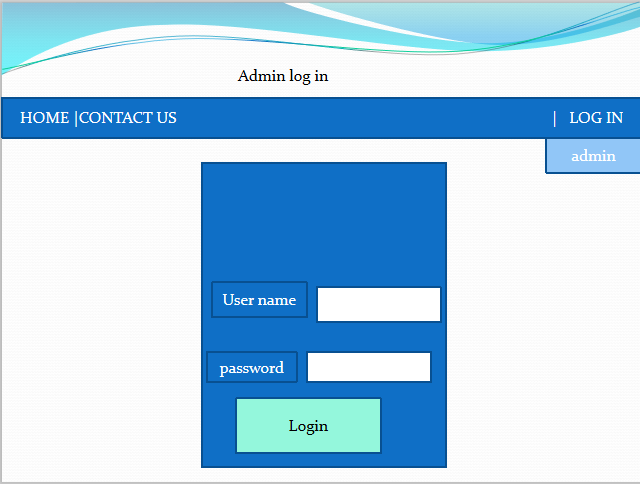 Admin log in
HOME |CONTACT US | LOG IN
admin
User name
password
Login